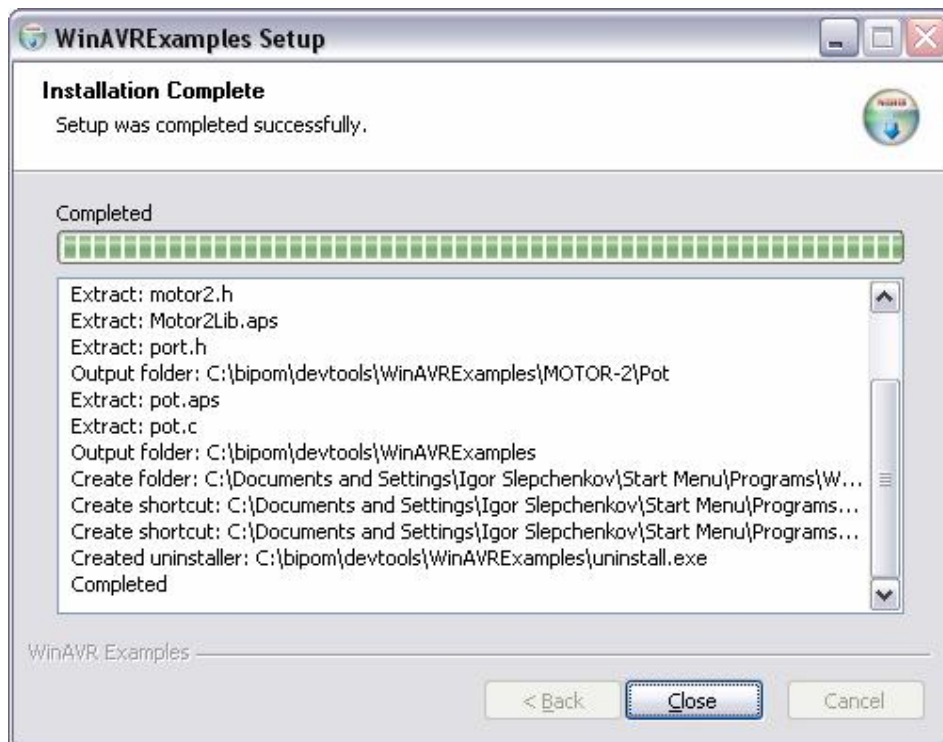 WinAVRExamples Setup
Installation Complete
Setup was completed successfully.
Completed
Extract: motor2.h
Extract: Motor2Lib.aps
Extract: port.h
Output folder: C:\bipom\devtools\WinAVRExamples\MOTOR-2\Pot
Extract: pot.aps
Extract: pot.c
Output folder: C:\bipom\devtools\WinAVRExamples
Create folder: C:\Documents and Settings\Igor Slepchenkov\Start Menu\Programs\W...
Create shortcut: C:\Documents and Settings\Igor Slepchenkov\Start Menu\Programs...
Create shortcut: C:\Documents and Settings\Igor Slepchenkov\Start Menu\Programs...
Created uninstaller: C:\bipom\devtools\WinAVRExamples\uninstall.exe
Completed
WinAVR Examples
< Back Close Cancel